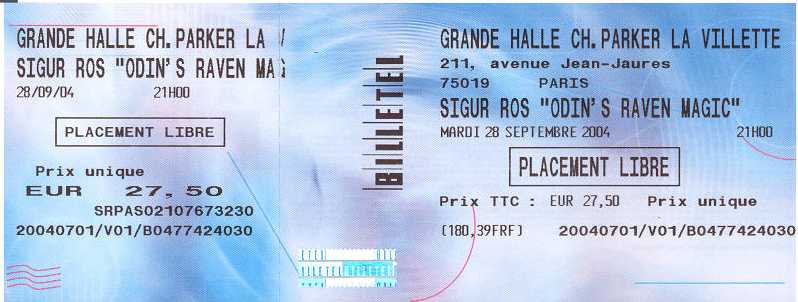 GRANDE HALLE CH.PARKER LA V
SIGUR ROS "ODIN'S RAVEN MAG
28/09/04 21H00
PLACEMENT LIBRE
Prix unique
EUR 27,50
SRPAS02107673230
20040701/V01/B0477424030
BILLETEL
BILLETEL
GRANDE HALLE CH.PARKER LA VILLETTE
211, avenue Jean-Jaures
75019 PARIS
SIGUR ROS "ODIN'S RAVEN MAGIC"
MARDI 28 SEPTEMBRE 2004 21H00
PLACEMENT LIBRE
Prix TTC : EUR 27,50 Prix unique
(180,39FRF) 20040701/V01/B0477424030